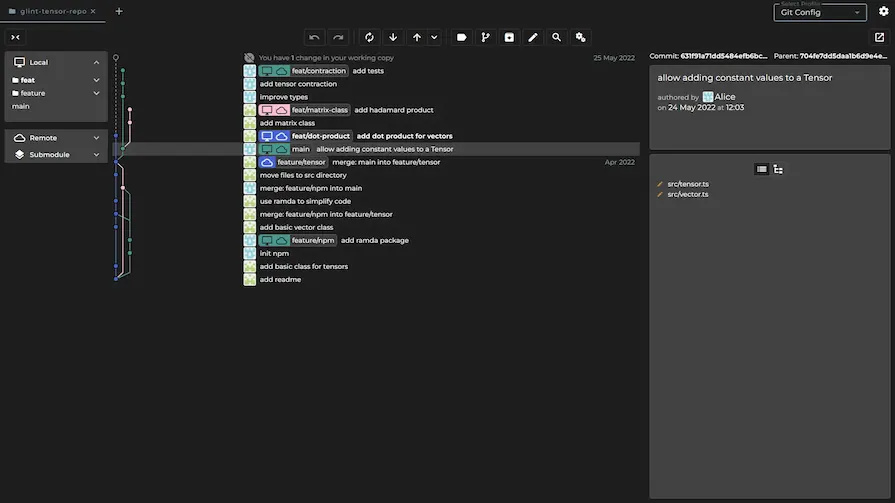 glint-tensor-repo
Select Profile
Git Config
Local
feat
feature
main
Remote
Submodule
You have 1 change in your working copy 25 May 2022
feat/contraction add tests
add tensor contraction
improve types
feat/matrix-class add hadamard product
add matrix class
feat/dot-product add dot product for vectors
main allow adding constant values to a Tensor
feature/tensor merge: main into feature/tensor Apr 2022
move files to src directory
merge: feature/npm into main
use ramda to simplify code
merge: feature/npm into feature/tensor
add basic vector class
feature/npm add ramda package
init npm
add basic class for tensors
add readme
Commit: 631f91a71dd5484efb6bc... Parent: 704fe7dd5daa1b6d9e4e...
allow adding constant values to a Tensor
authored by Alice
on 24 May 2022 at 12:03
src/tensor.ts
src/vector.ts